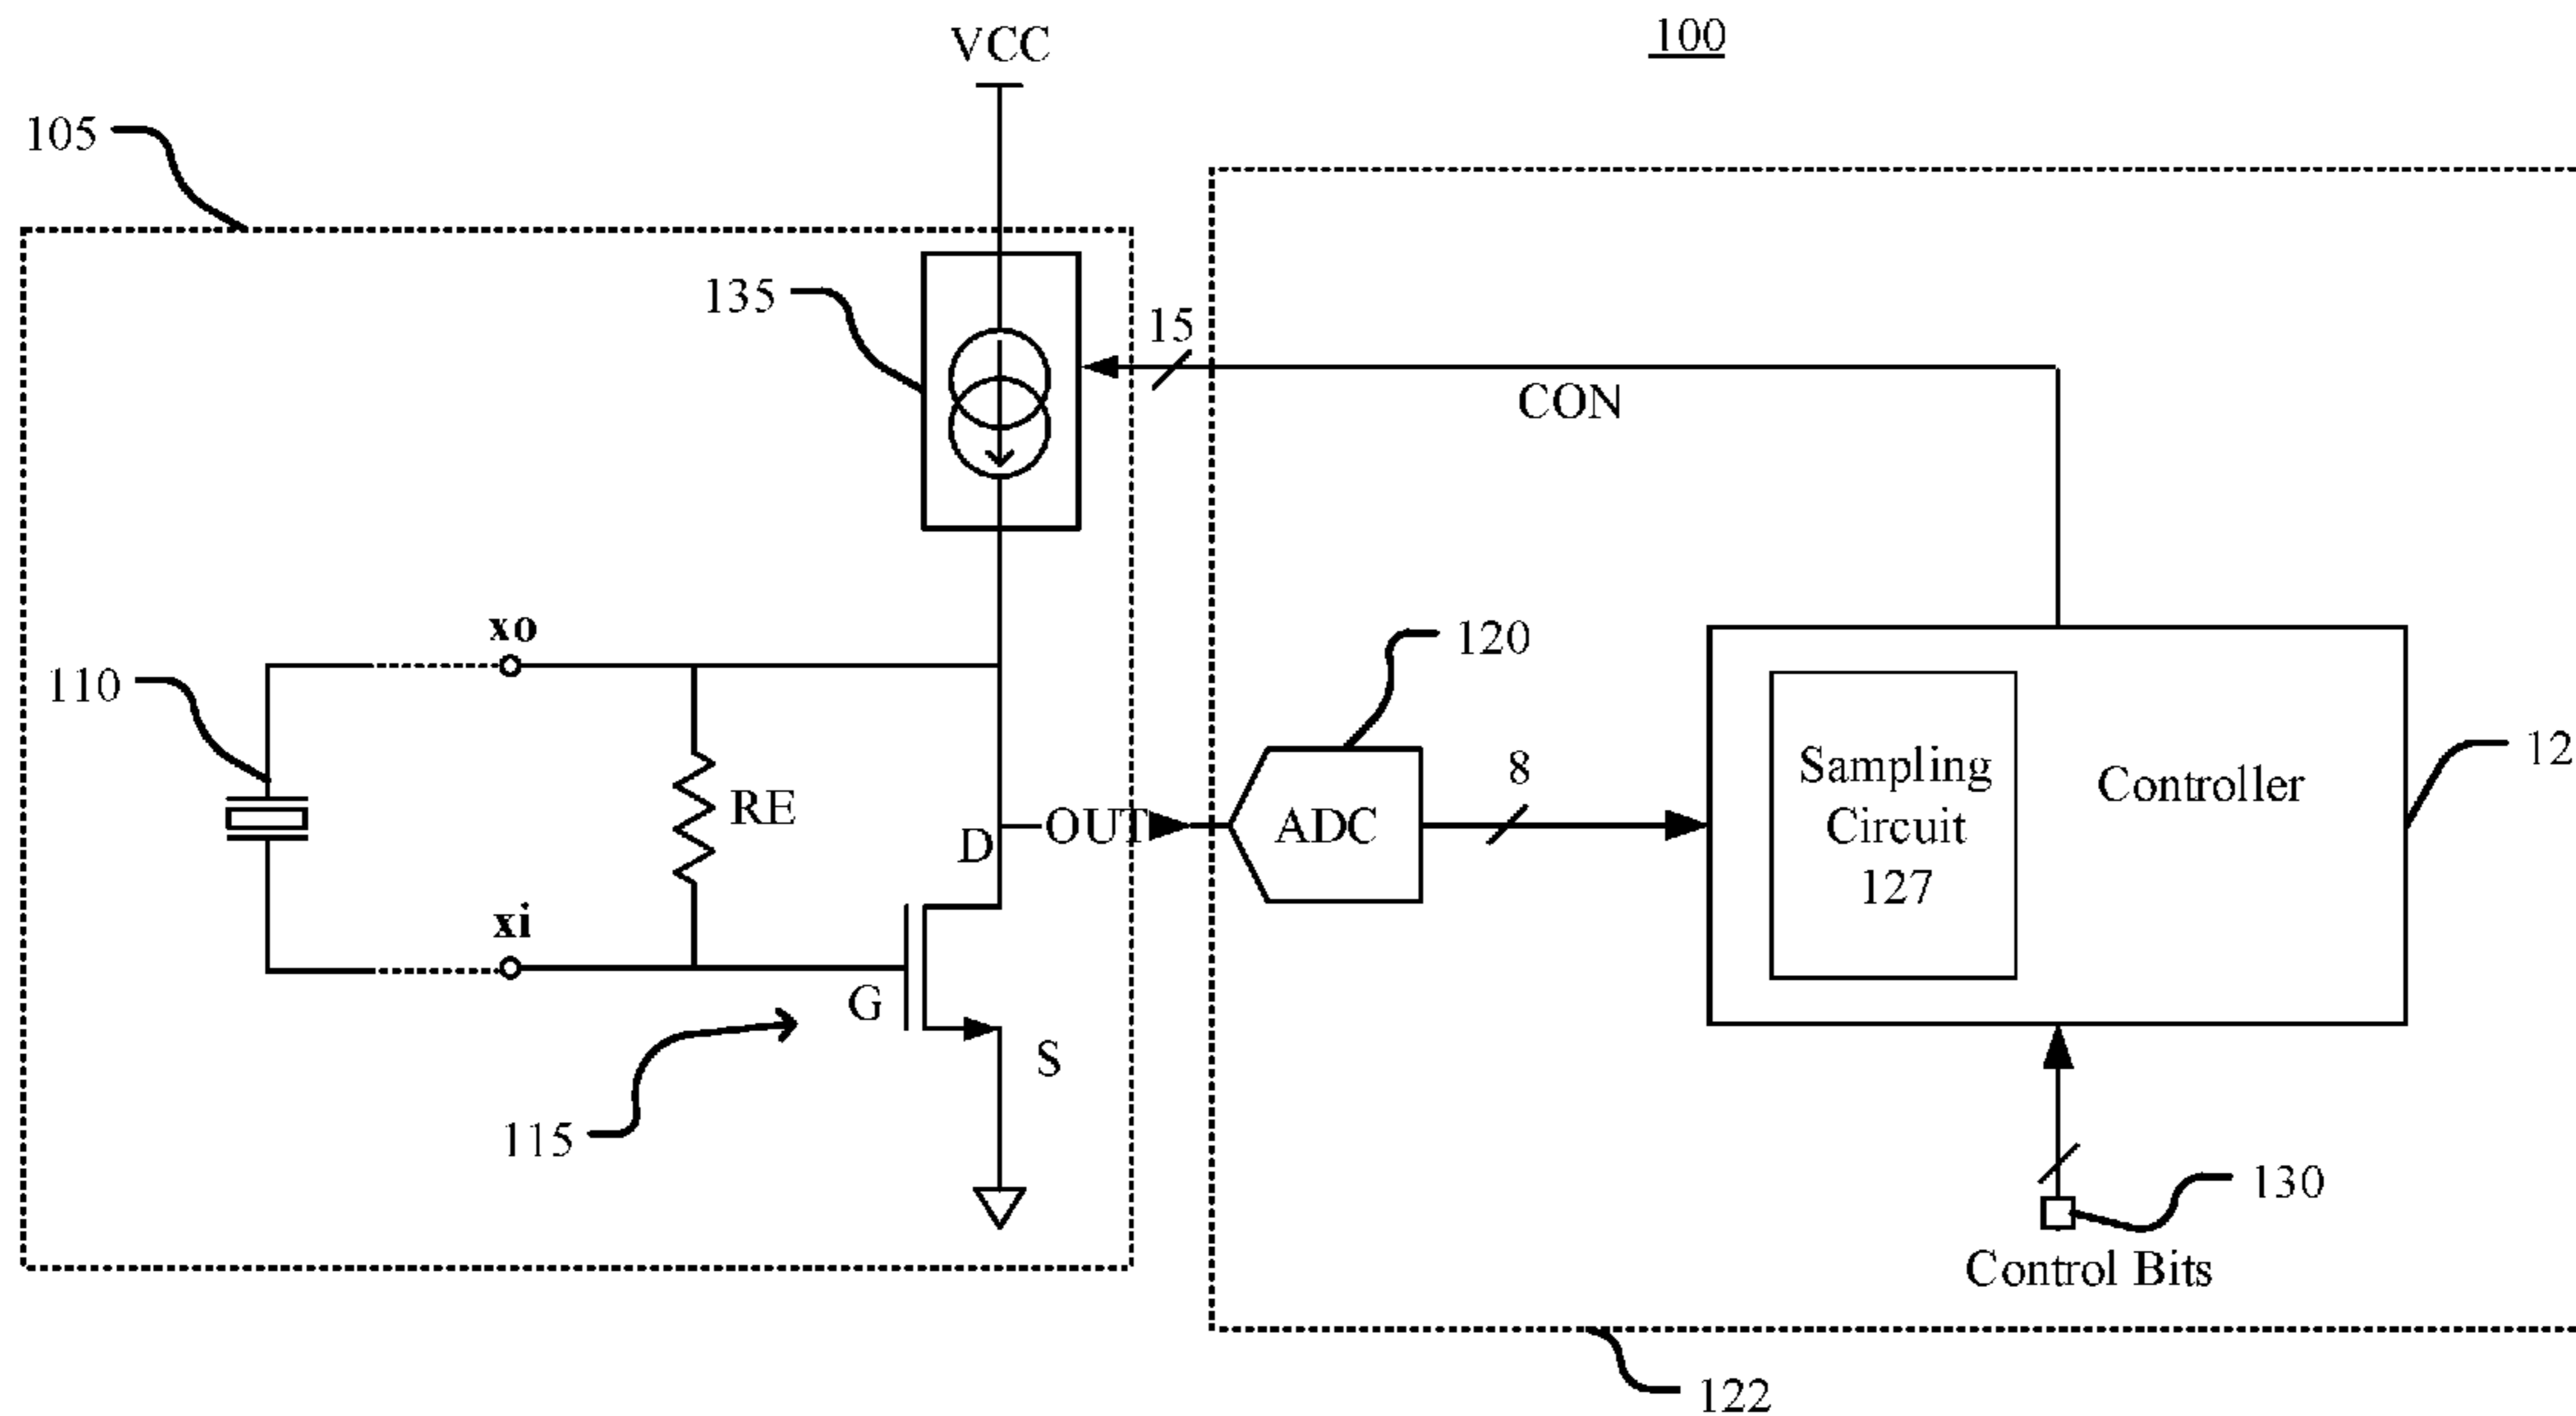 100
VCC
105
135
15
CON
xo
120
110
8
12
RE
Sampling
Circuit
127
Controller
OUT
ADC
D
xi
G
S
115
130
Control Bits
122